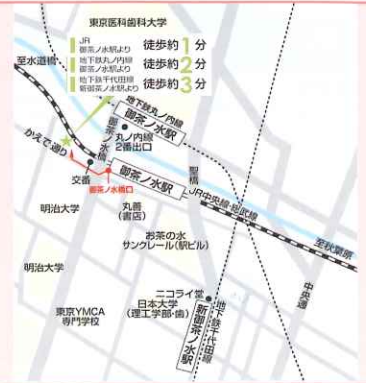 東京医科歯科大学
JR
御茶ノ水駅より 徒歩約1分
地下鉄丸ノ内線
御茶ノ水駅より 徒歩約2分
地下鉄千代田線
新御茶ノ水駅より 徒歩約3分
至水道橋
地下鉄丸ノ内線
御茶ノ水駅
丸ノ内線
2番出口
御茶ノ水橋
かえで通り
交番
御茶ノ水橋口
御茶ノ水駅
聖橋
JR中央線・総武線
至秋葉原
明治大学
丸善
(書店)
お茶の水
サンクレール(駅ビル)
明治大学
ニコライ堂
日本大学
(理工学部・歯)
東京YMCA
専門学校
新御茶ノ水駅
地下鉄千代田線
中央通